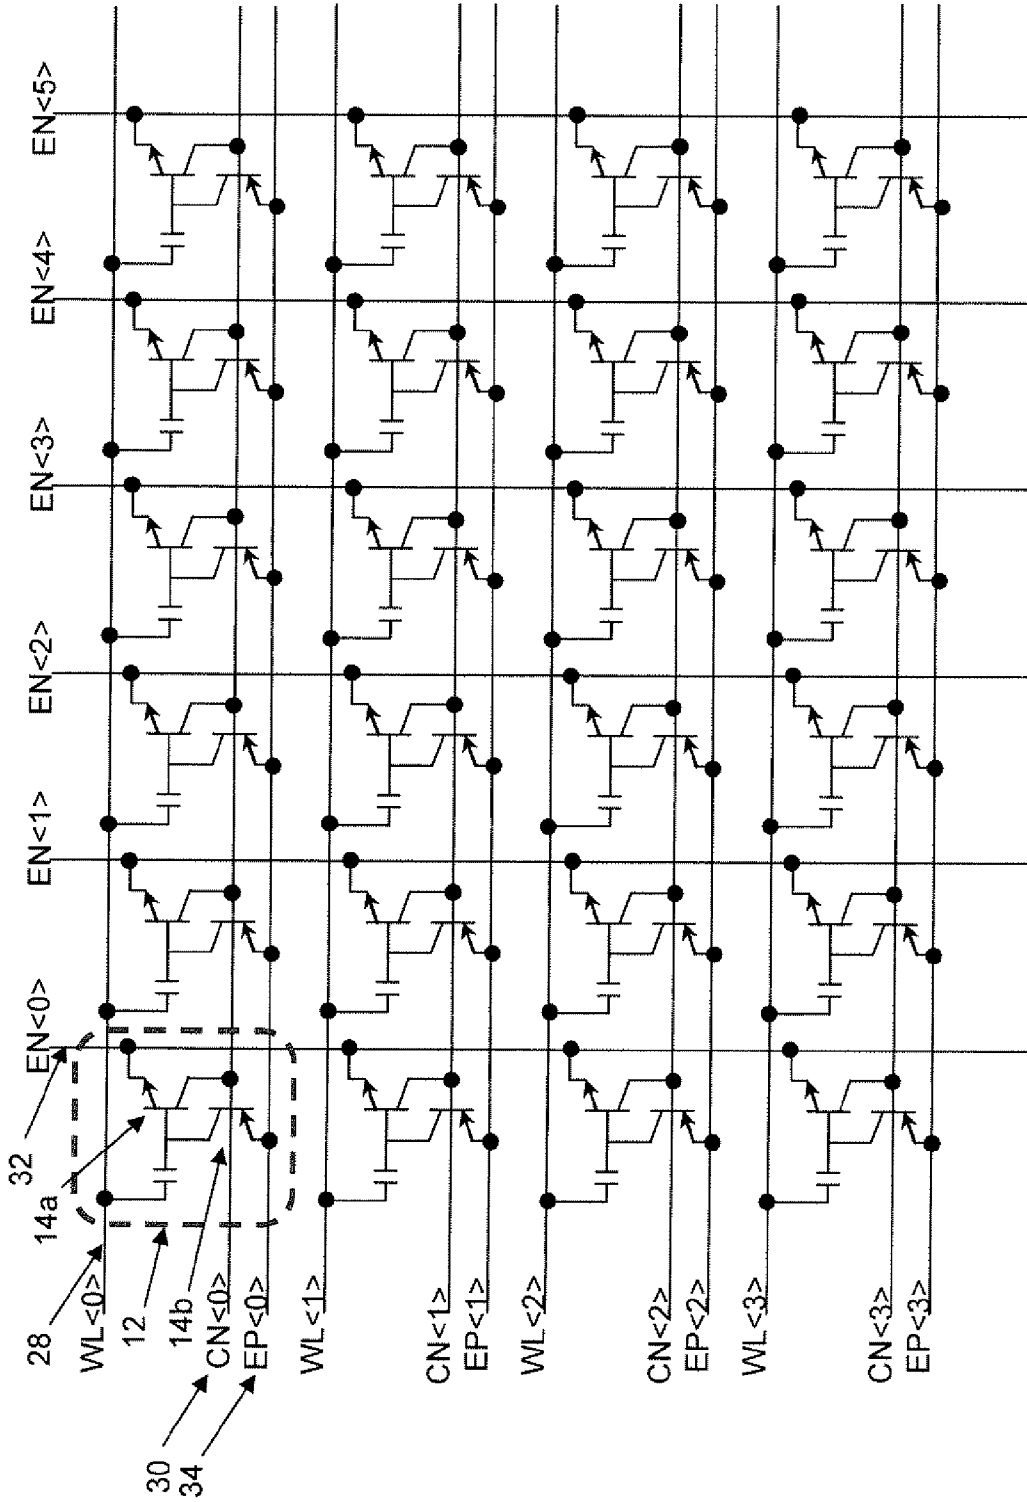 EN<0>
EN<1>
EN<2>
EN<3>
EN<4>
EN<5>
32
14a
28
WL<0>
12
14b
CN<0>
EP<0>
30
34
WL<1>
CN<1>
EP<1>
WL<2>
CN<2>
EP<2>
WL<3>
CN<3>
EP<3>